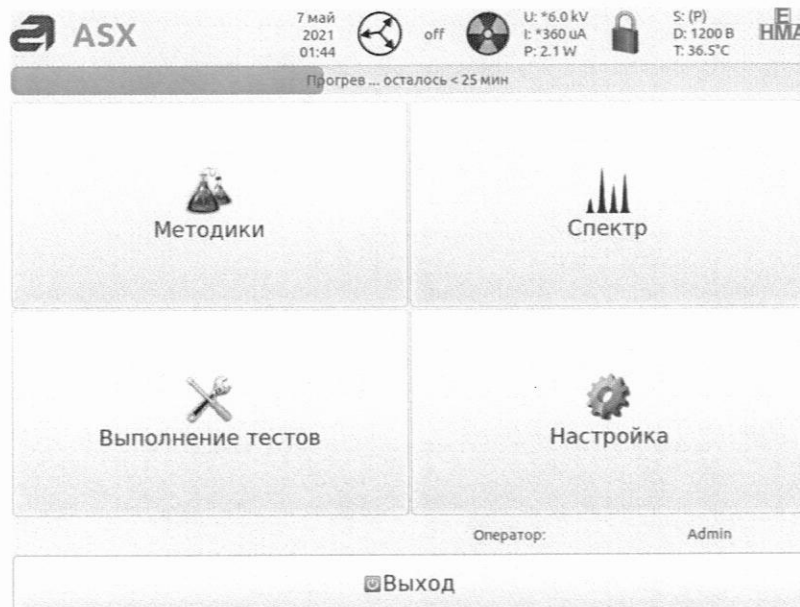 ASX
7 май
2021
01:44
off
U: *6.0 kV
I: *360 uA
P: 2.1 W
S: (P)
D: 1200 В
T: 36.5°C
E
НМА
Прогрев ... осталось < 25 мин
Методики
Спектр
Выполнение тестов
Настройка
Оператор:
Admin
Выход